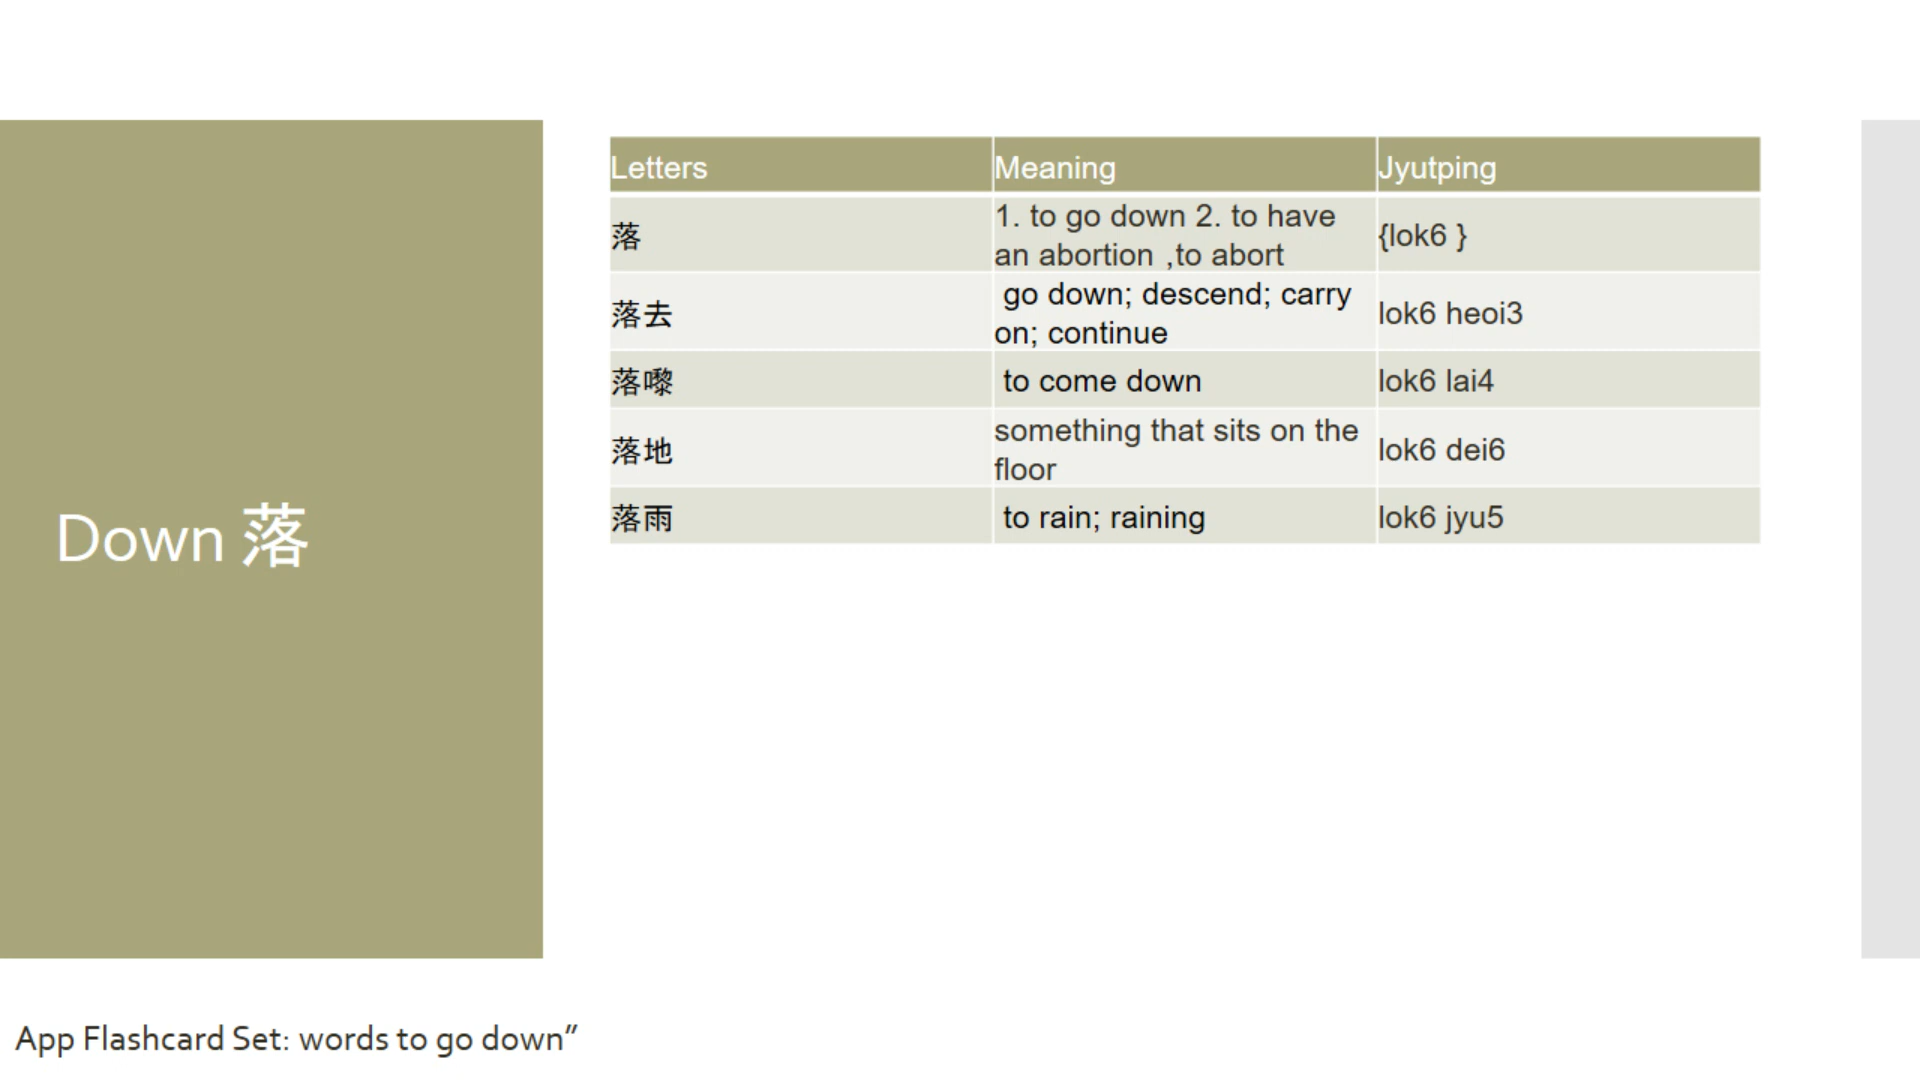 Down 落
Letters Meaning Jyutping
落 1. to go down 2. to have an abortion ,to abort {lok6 }
落去 go down; descend; carry on; continue lok6 heoi3
落嚟 to come down lok6 lai4
落地 something that sits on the floor lok6 dei6
落雨 to rain; raining lok6 jyu5
App Flashcard Set: words to go down”